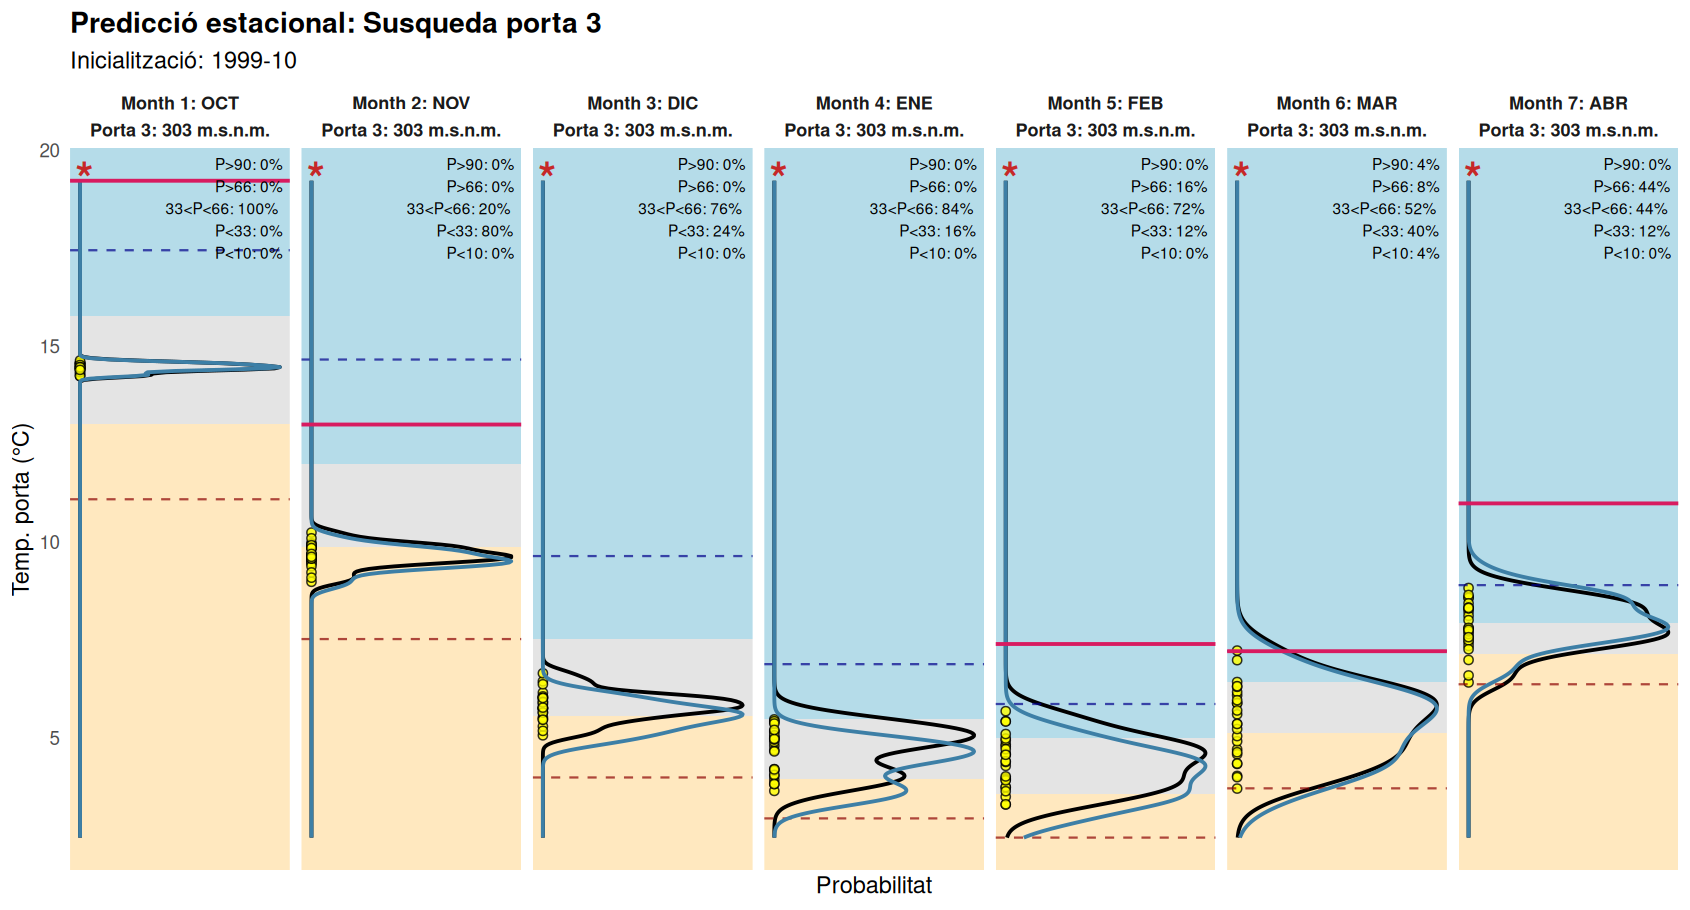 Predicció estacional: Susqueda porta 3
Inicialització: 1999-10
Month 1: OCT
Porta 3: 303 m.s.n.m.
Month 2: NOV
Porta 3: 303 m.s.n.m.
Month 3: DIC
Porta 3: 303 m.s.n.m.
Month 4: ENE
Porta 3: 303 m.s.n.m.
Month 5: FEB
Porta 3: 303 m.s.n.m.
Month 6: MAR
Porta 3: 303 m.s.n.m.
Month 7: ABR
Porta 3: 303 m.s.n.m.
Temp. porta (°C)
20
15
10
5
*
P>90: 0%
P>66: 0%
33<P<66: 100%
P<33: 0%
P<10: 0%
*
P>90: 0%
P>66: 0%
33<P<66: 20%
P<33: 80%
P<10: 0%
*
P>90: 0%
P>66: 0%
33<P<66: 76%
P<33: 24%
P<10: 0%
*
P>90: 0%
P>66: 0%
33<P<66: 84%
P<33: 16%
P<10: 0%
*
P>90: 0%
P>66: 16%
33<P<66: 72%
P<33: 12%
P<10: 0%
*
P>90: 4%
P>66: 8%
33<P<66: 52%
P<33: 40%
P<10: 4%
*
P>90: 0%
P>66: 44%
33<P<66: 44%
P<33: 12%
P<10: 0%
Probabilitat